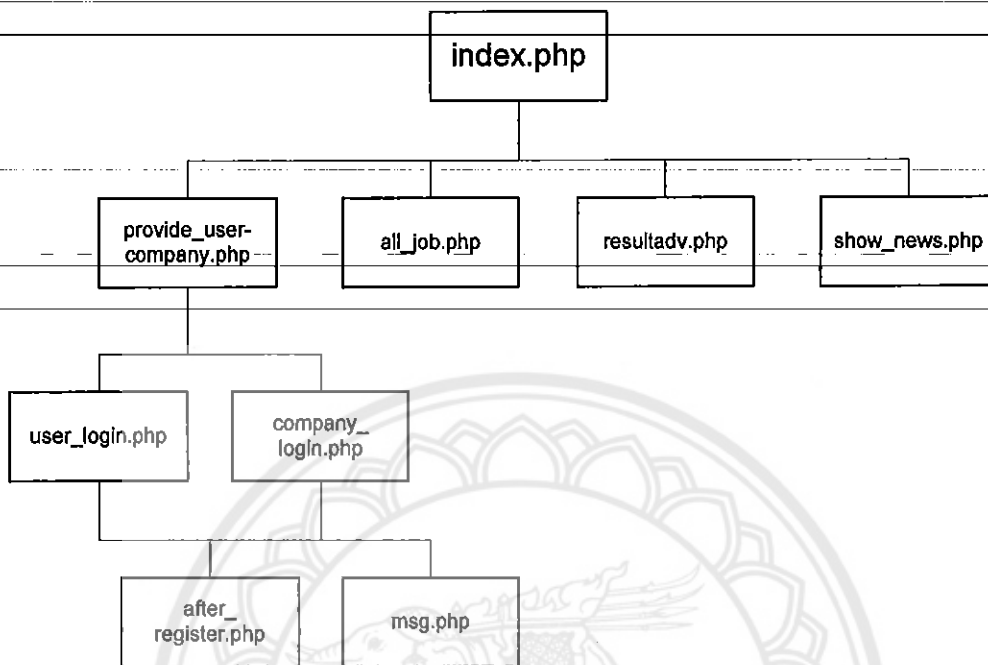 index.php
provide_user-
company.php
all_job.php
resultadv.php
show_news.php
user_login.php
company_
login.php
after_
register.php
msg.php